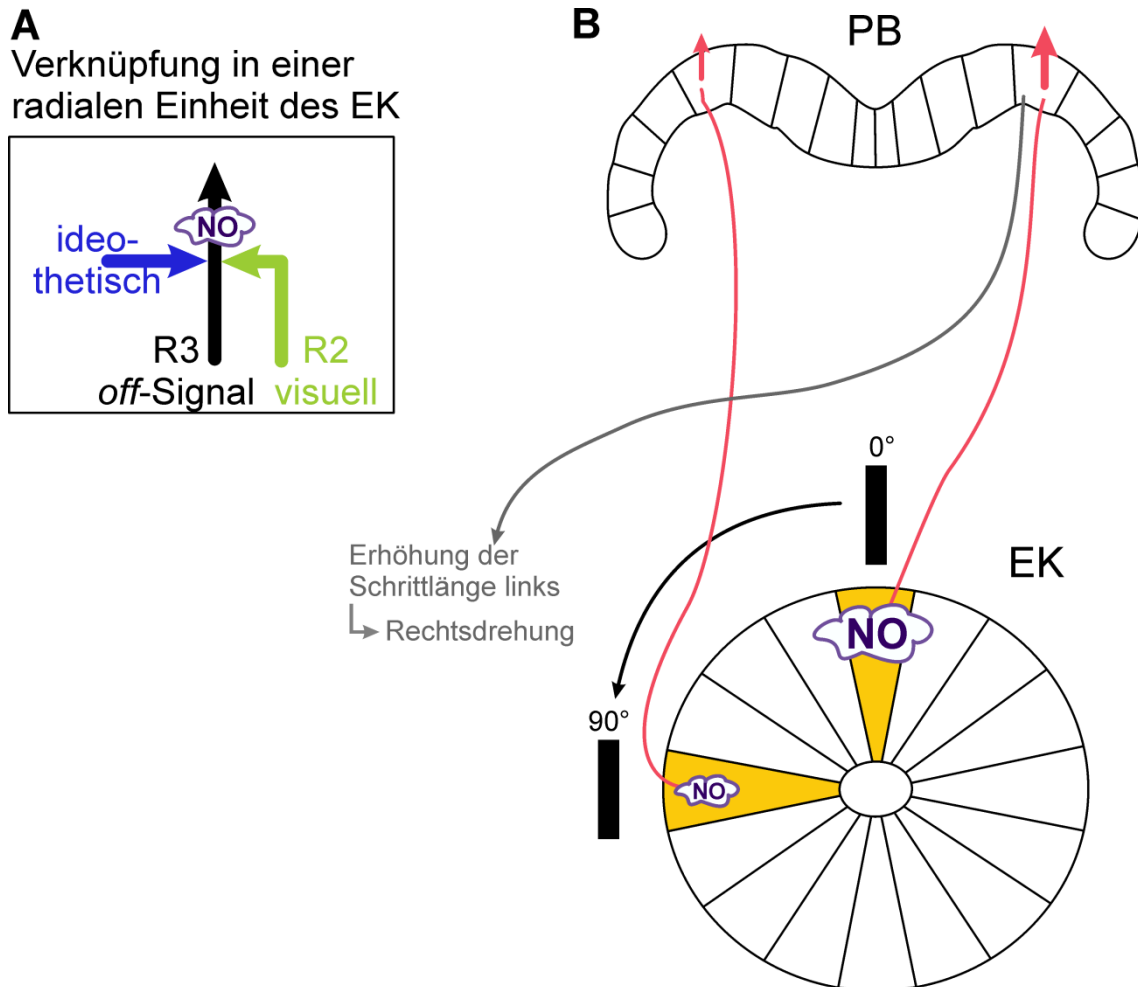 A
Verknüpfung in einer
radialen Einheit des EK
NO
ideo-
thetisch
R3
R2
off-Signal
visuell
B
PB
0°
Erhöhung der
Schrittlänge links
Rechtsdrehung
EK
NO
90°
NO